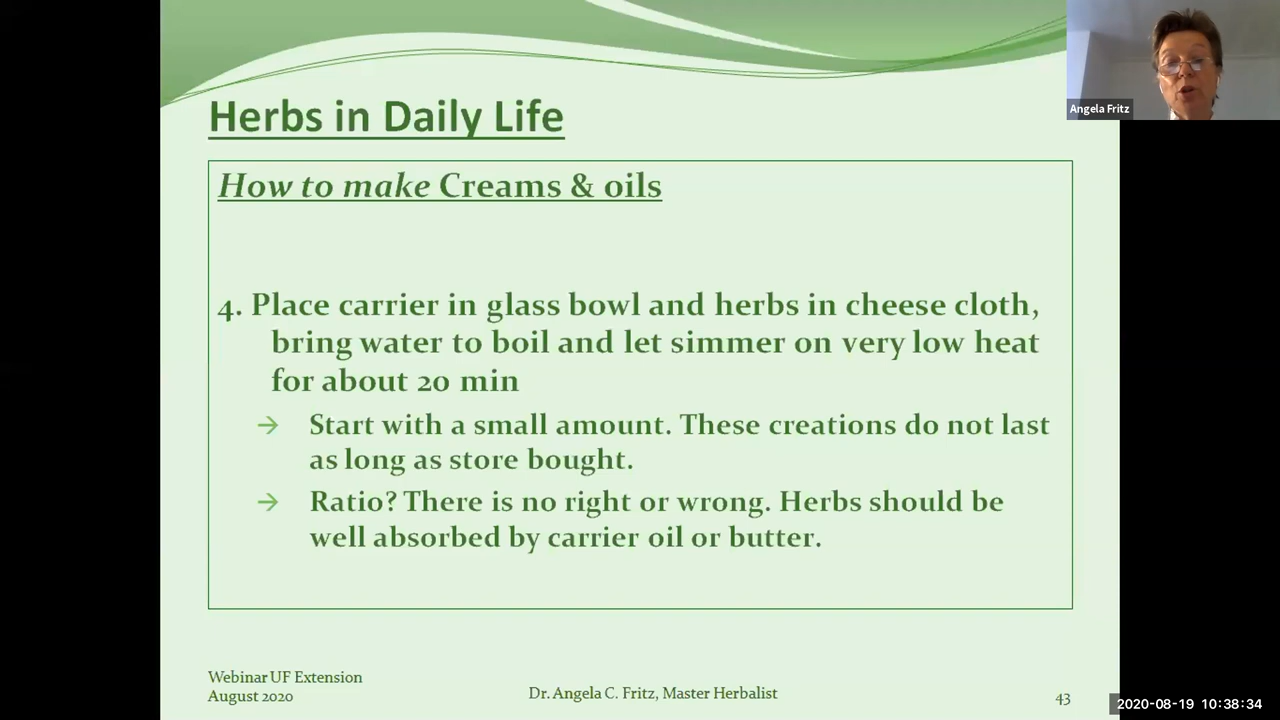 Herbs in Daily Life
Angela Fritz
How to make Creams & oils
4. Place carrier in glass bowl and herbs in cheese cloth,
bring water to boil and let simmer on very low heat
for about 20 min
→ Start with a small amount. These creations do not last
as long as store bought.
→ Ratio? There is no right or wrong. Herbs should be
well absorbed by carrier oil or butter.
Webinar UF Extension
August 2020
Dr. Angela C. Fritz, Master Herbalist
43
2020-08-19 10:38:34